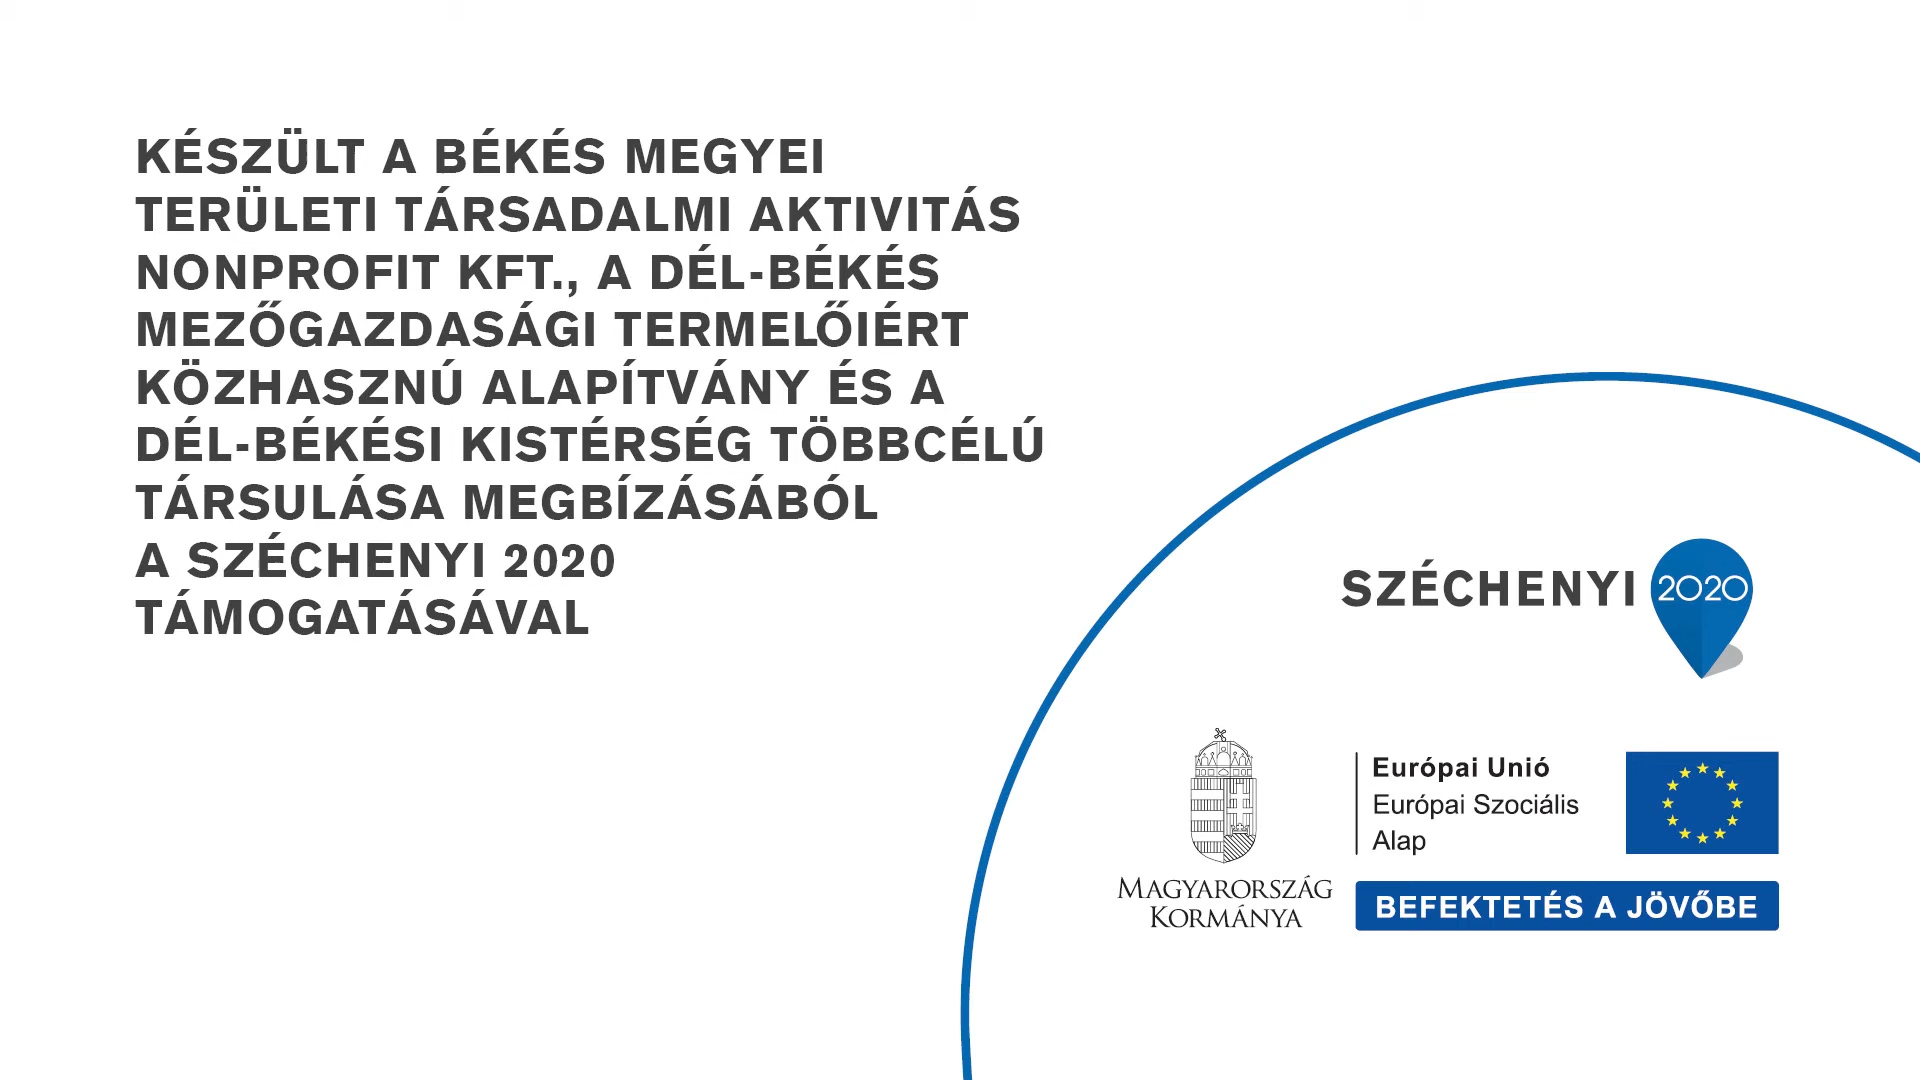 KÉSZÜLT A BÉKÉS MEGYEI
TERÜLETI TÁRSADALMI AKTIVITÁS
NONPROFIT KFT., A DÉL-BÉKÉS
MEZŐGAZDASÁGI TERMELŐIÉRT
KÖZHASZNÚ ALAPÍTVÁNY ÉS A
DÉL-BÉKÉSI KISTÉRSÉG TÖBBCÉLÚ
TÁRSULÁSA MEGBÍZÁSÁBÓL
A SZÉCHENYI 2020
TÁMOGATÁSÁVAL
SZÉCHENYI 2020
MAGYARORSZÁG
KORMÁNYA
Európai Unió
Európai Szociális
Alap
BEFEKTETÉS A JÖVŐBE